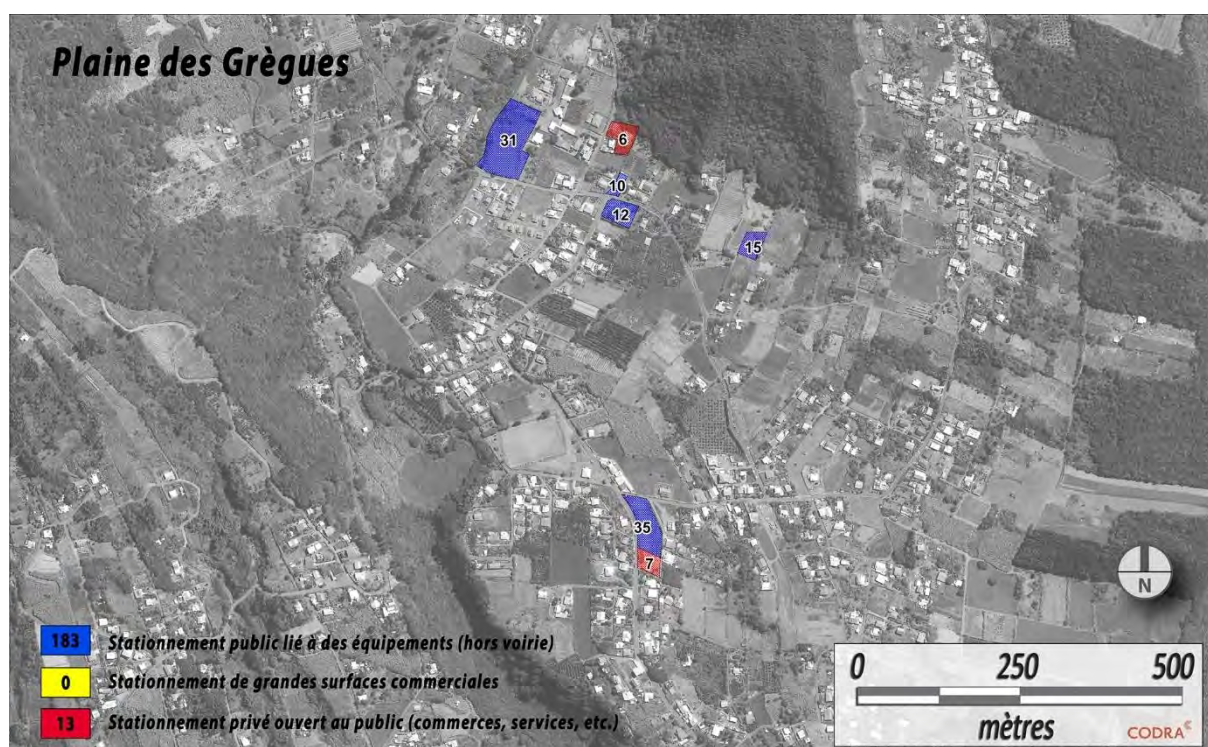 Plaine des Grègues
31
6
10
12
15
35
7
N
183 Stationnement public lié à des équipements (hors voirie)
0 Stationnement de grandes surfaces commerciales
13 Stationnement privé ouvert au public (commerces, services, etc.)
0 250 500
mètres
CODRA